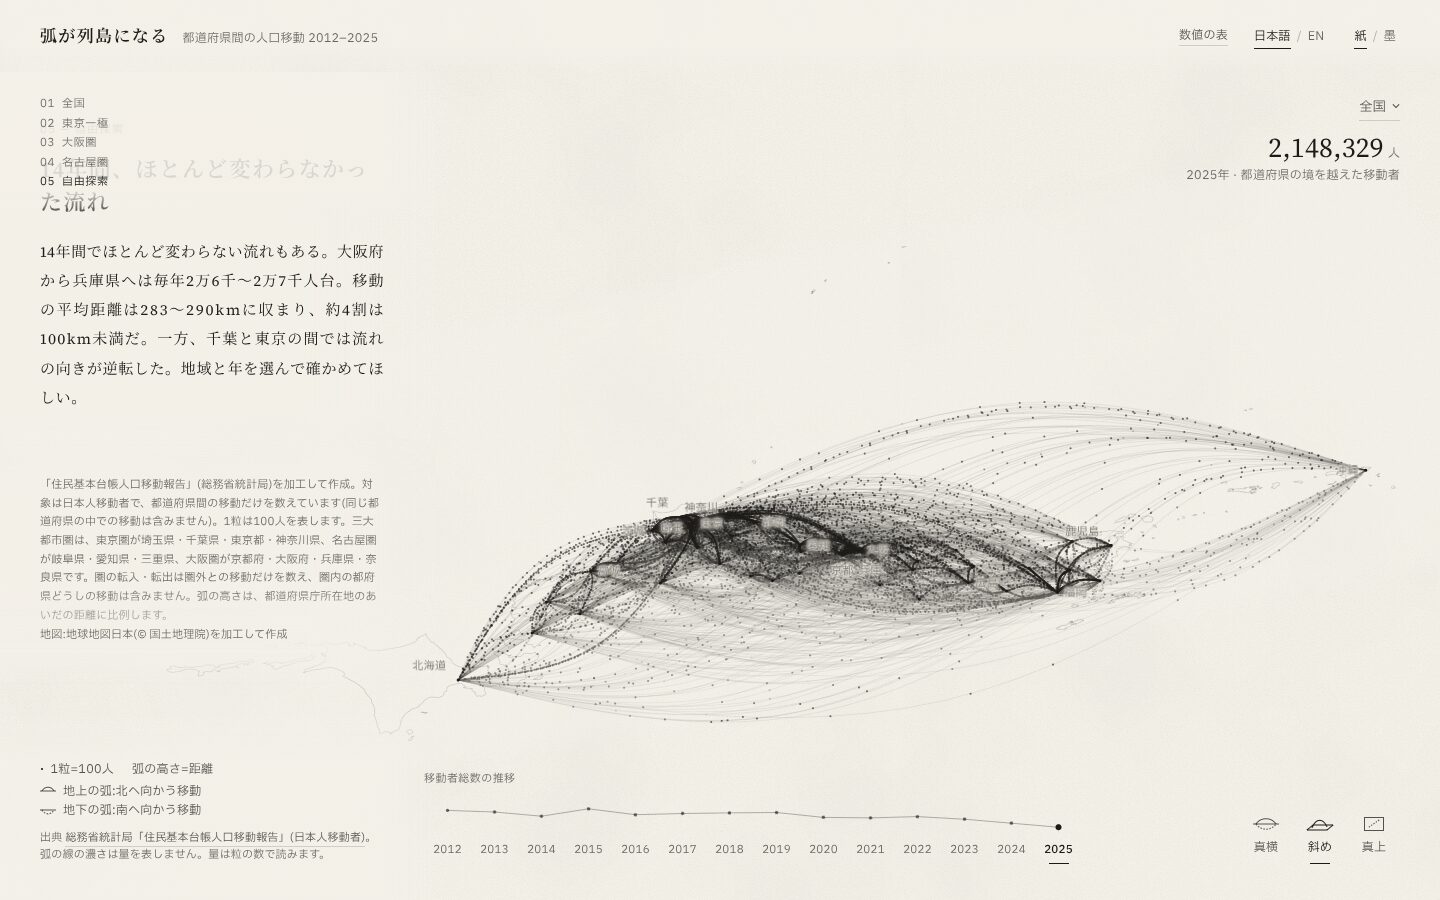 弧が列島になる 都道府県間の人口移動 2012–2025
数値の表 日本語 / EN 紙 / 墨
01 全国
02 東京一極
03 大阪圏
04 名古屋圏
05 自由探索
14年間、ほとんど変わらなかっ
た流れ
14年間でほとんど変わらない流れもある。大阪府
から兵庫県へは毎年2万6千〜2万7千人台。移動
の平均距離は283〜290kmに収まり、約4割は
100km未満だ。一方、千葉と東京の間では流れ
の向きが逆転した。地域と年を選んで確かめてほ
しい。
「住民基本台帳人口移動報告」(総務省統計局)を加工して作成。対
象は日本人移動者で、都道府県間の移動だけを数えています(同じ都
道府県の中での移動は含みません)。1粒は100人を表します。三大
都市圏は、東京圏が埼玉県・千葉県・東京都・神奈川県、名古屋圏
が岐阜県・愛知県・三重県、大阪圏が京都府・大阪府・兵庫県・奈
良県です。圏の転入・転出は圏外との移動だけを数え、圏内の都府
県どうしの移動は含みません。弧の高さは、都道府県庁所在地のあ
いだの距離に比例します。
地図:地球地図日本(© 国土地理院)を加工して作成
全国
2,148,329 人
2025年 · 都道府県の境を越えた移動者
沖縄
千葉
神奈川
鹿児島
北海道
1粒=100人 弧の高さ=距離
地上の弧:北へ向かう移動
地下の弧:南へ向かう移動
出典 総務省統計局「住民基本台帳人口移動報告」(日本人移動者)。
弧の線の濃さは量を表しません。量は粒の数で読みます。
移動者総数の推移
2012 2013 2014 2015 2016 2017 2018 2019 2020 2021 2022 2023 2024 2025
真横 斜め 真上